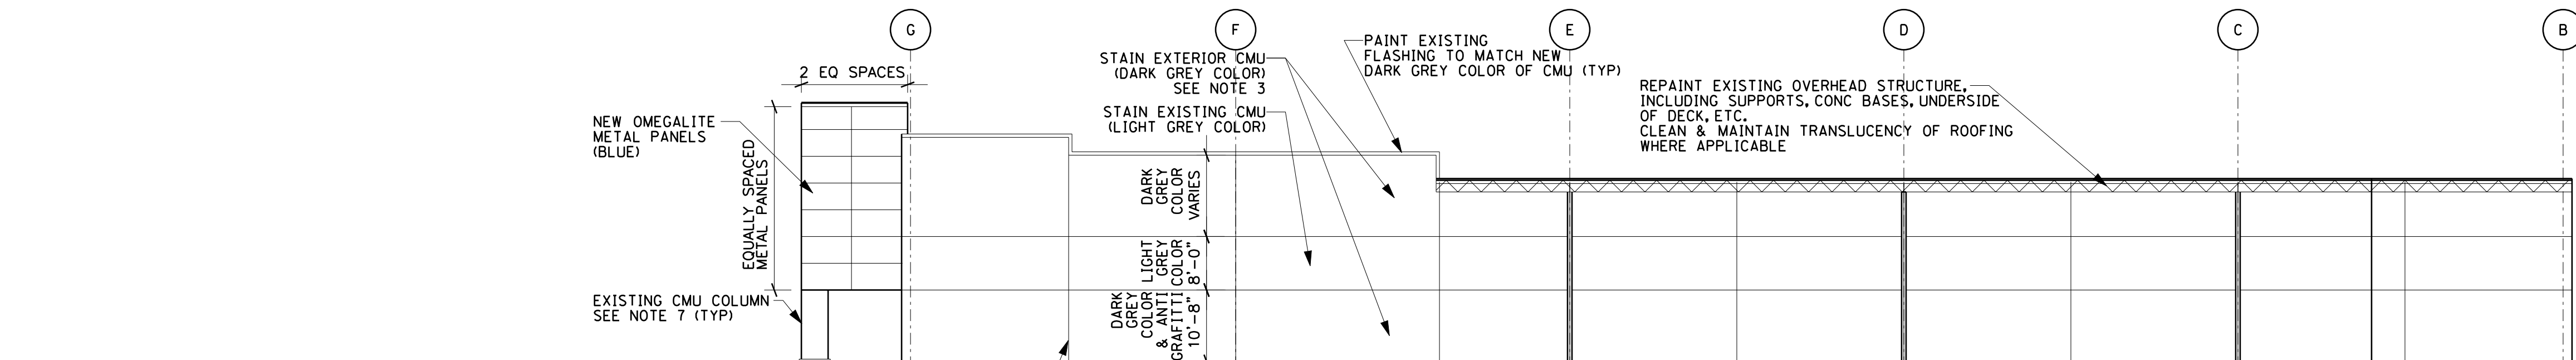 G
F
E
D
C
B
2 EQ SPACES
NEW OMEGALITE
METAL PANELS
(BLUE)
EQUALLY SPACED
METAL PANELS
EXISTING CMU COLUMN
SEE NOTE 7 (TYP)
STAIN EXTERIOR CMU
(DARK GREY COLOR)
SEE NOTE 3
STAIN EXISTING CMU
(LIGHT GREY COLOR)
DARK
GREY
COLOR
VARIES
LIGHT
GREY
COLOR
8'-0"
DARK
GREY
COLOR
& ANTI
GRAFITTI
10'-8"
PAINT EXISTING
FLASHING TO MATCH NEW
DARK GREY COLOR OF CMU (TYP)
REPAINT EXISTING OVERHEAD STRUCTURE,
INCLUDING SUPPORTS, CONC BASES, UNDERSIDE
OF DECK, ETC.
CLEAN & MAINTAIN TRANSLUCENCY OF ROOFING
WHERE APPLICABLE